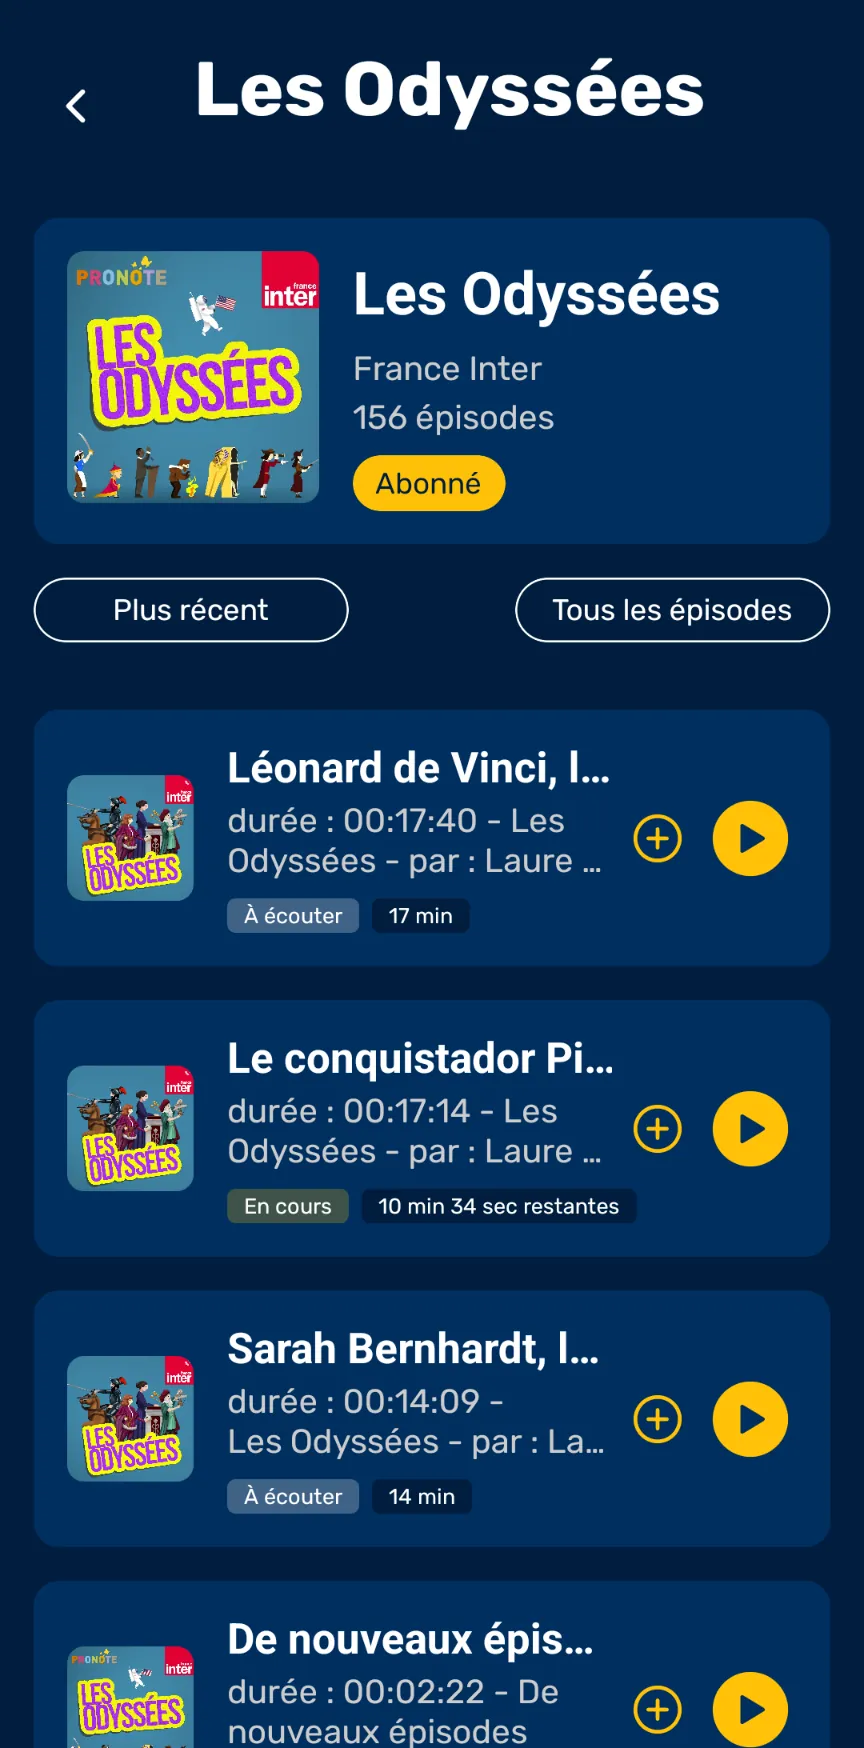 Les Odyssées
PRONOTE
france
inter
LES
ODYSSÉES
Les Odyssées
France Inter
156 épisodes
Abonné
Plus récent
Tous les épisodes
inter
LES
ODYSSÉES
Léonard de Vinci, l...
durée : 00:17:40 - Les
Odyssées - par : Laure ...
À écouter
17 min
inter
LES
ODYSSÉES
Le conquistador Pi...
durée : 00:17:14 - Les
Odyssées - par : Laure ...
En cours
10 min 34 sec restantes
inter
LES
ODYSSÉES
Sarah Bernhardt, l...
durée : 00:14:09 -
Les Odyssées - par : La...
À écouter
14 min
PRONOTE
inter
LES
ODYSSÉES
De nouveaux épis...
durée : 00:02:22 - De
nouveaux épisodes